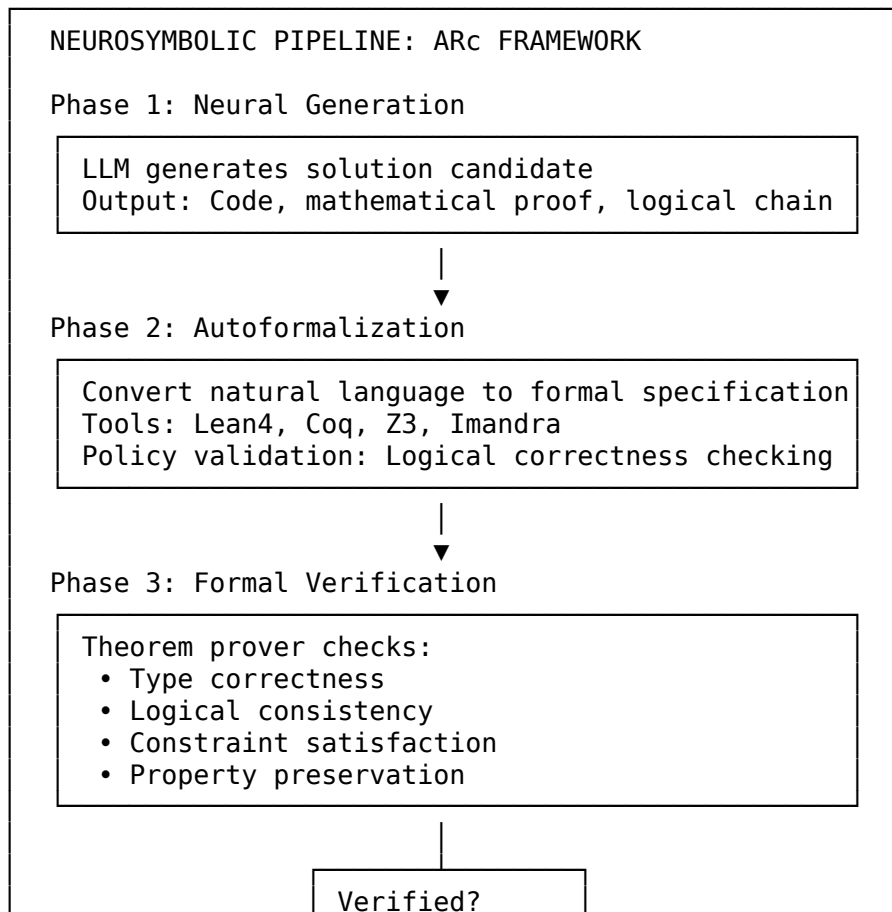 NEUROSYMBOLIC PIPELINE: ARc FRAMEWORK
Phase 1: Neural Generation
LLM generates solution candidate
Output: Code, mathematical proof, logical chain
Phase 2: Autoformalization
Convert natural language to formal specification
Tools: Lean4, Coq, Z3, Imandra
Policy validation: Logical correctness checking
Phase 3: Formal Verification
Theorem prover checks:
• Type correctness
• Logical consistency
• Constraint satisfaction
• Property preservation
Verified?